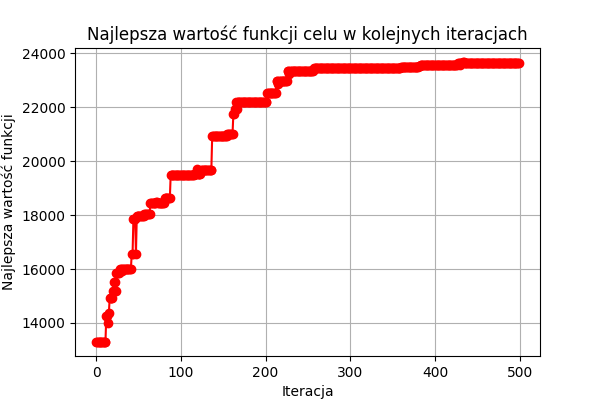 Najlepsza wartość funkcji celu w kolejnych iteracjach
Najlepsza wartość funkcji
24000
22000
20000
18000
16000
14000
0 100 200 300 400 500
Iteracja